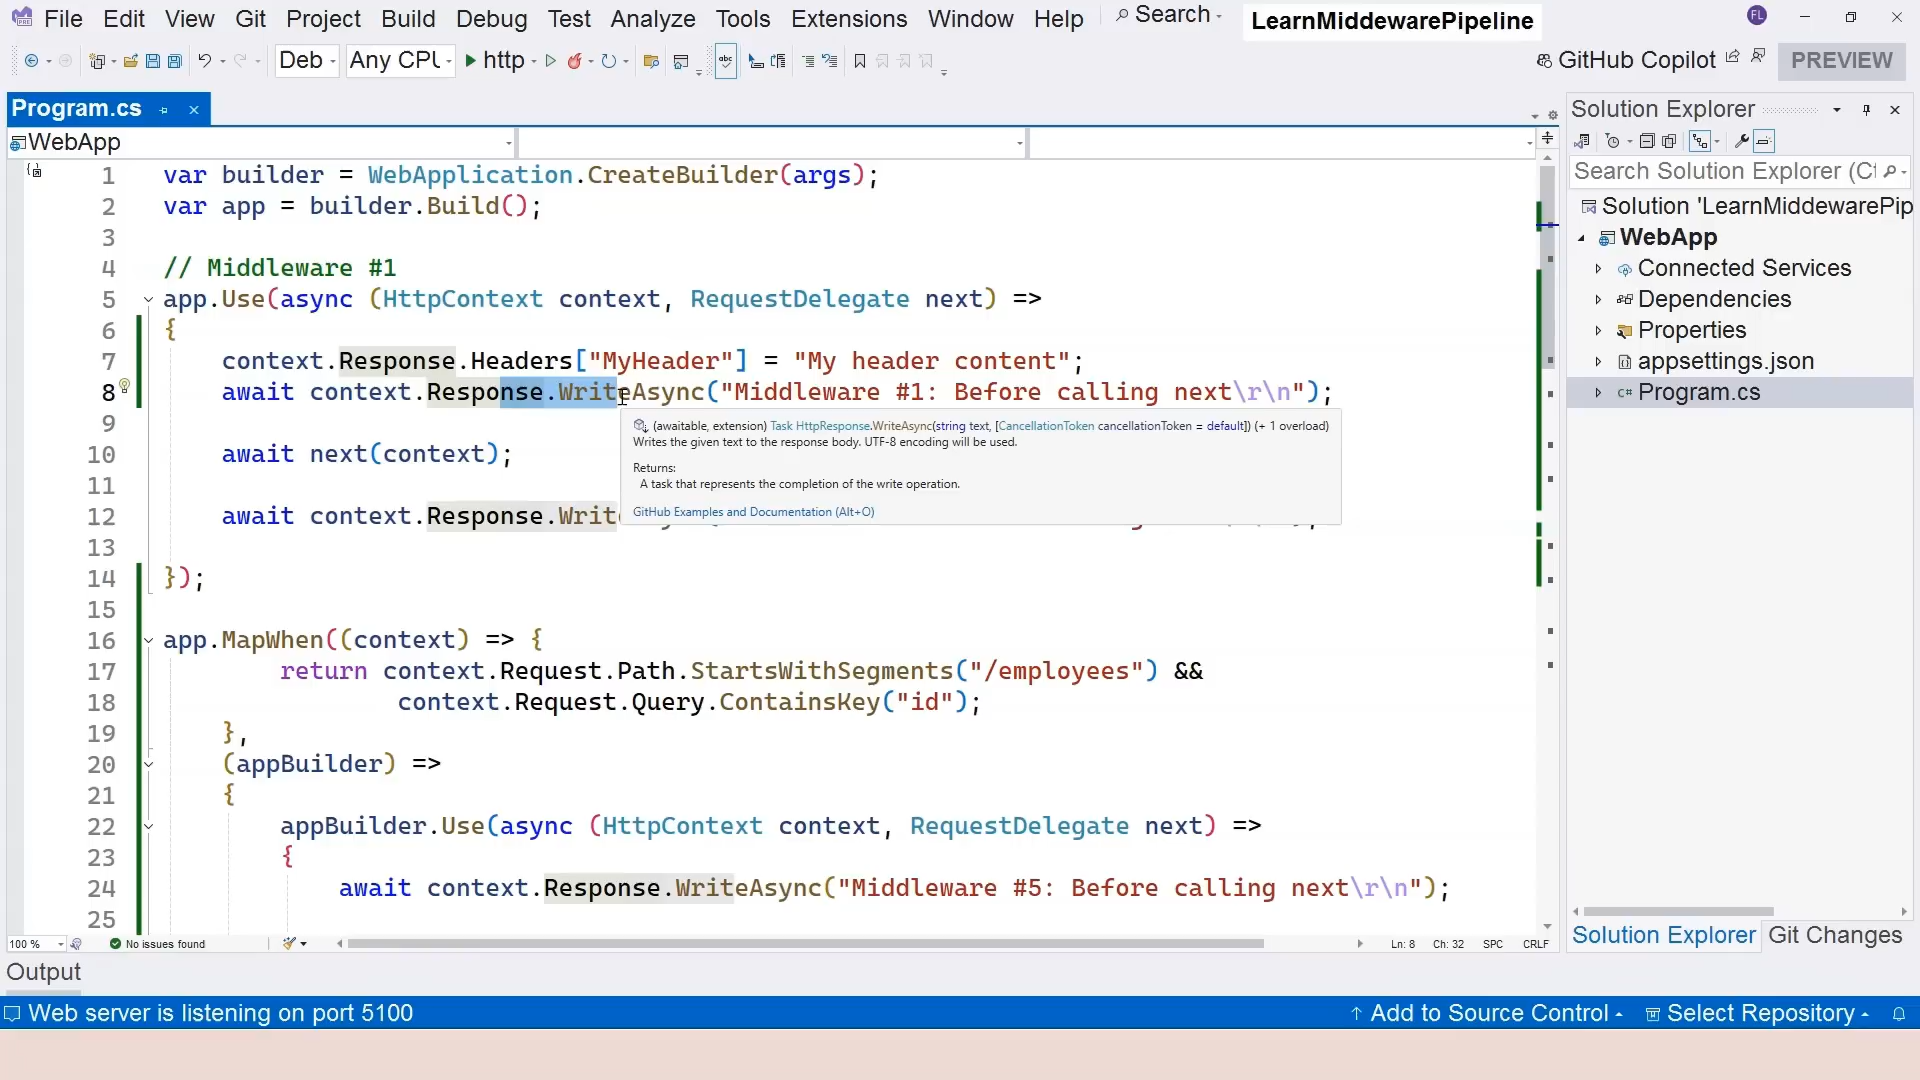 File Edit View Git Project Build Debug Test Analyze Tools Extensions Window Help Search LearnMiddewarePipeline FL
Deb Any CPU http GitHub Copilot PREVIEW
Program.cs
WebApp
1 var builder = WebApplication.CreateBuilder(args);
2 var app = builder.Build();
3
4 // Middleware #1
5 app.Use(async (HttpContext context, RequestDelegate next) =>
6 {
7 context.Response.Headers["MyHeader"] = "My header content";
8 await context.Response.WriteAsync("Middleware #1: Before calling next\r\n");
9
(awaitable, extension) Task HttpResponse.WriteAsync(string text, [CancellationToken cancellationToken = default]) (+ 1 overload)
Writes the given text to the response body. UTF-8 encoding will be used.
Returns:
A task that represents the completion of the write operation.
GitHub Examples and Documentation (Alt+O)
10 await next(context);
11
12 await context.Response.Writ
13
14 });
15
16 app.MapWhen((context) => {
17 return context.Request.Path.StartsWithSegments("/employees") &&
18 context.Request.Query.ContainsKey("id");
19 },
20 (appBuilder) =>
21 {
22 appBuilder.Use(async (HttpContext context, RequestDelegate next) =>
23 {
24 await context.Response.WriteAsync("Middleware #5: Before calling next\r\n");
25
100 % No issues found Ln: 8 Ch: 32 SPC CRLF
Solution Explorer
Search Solution Explorer (Ct
Solution 'LearnMiddewarePip
WebApp
Connected Services
Dependencies
Properties
appsettings.json
C# Program.cs
Solution Explorer Git Changes
Output
Web server is listening on port 5100 Add to Source Control Select Repository